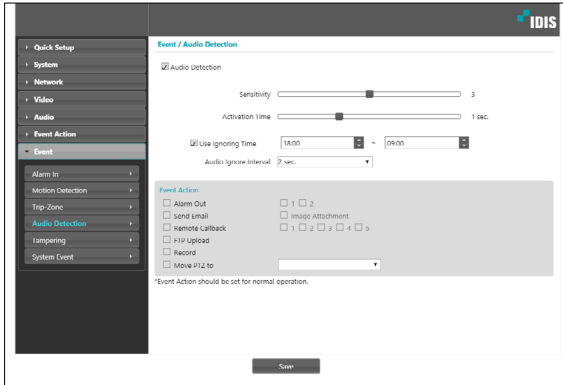 IDIS
Quick Setup
System
Network
Video
Audio
Event Action
Event
Alarm In
Motion Detection
Trip-Zone
Audio Detection
Tampering
System Event
Event / Audio Detection
Audio Detection
Sensitivity 3
Activation Time 1 sec.
Use Ignoring Time 18:00 ~ 09:00
Audio Ignore Interval 2 sec.
Event Action
Alarm Out 1 2
Send Email Image Attachment
Remote Callback 1 2 3 4 5
FTP Upload
Record
Move PTZ to
*Event Action should be set for normal operation.
Save